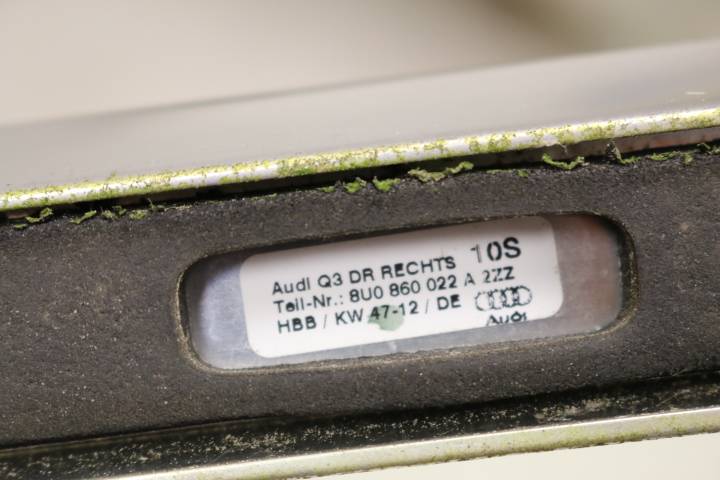 Audi Q3 DR RECHTS 10S
Teil-Nr.: 8U0 860 022 A 2ZZ
HBB / KW 47-12 / DE
Audi